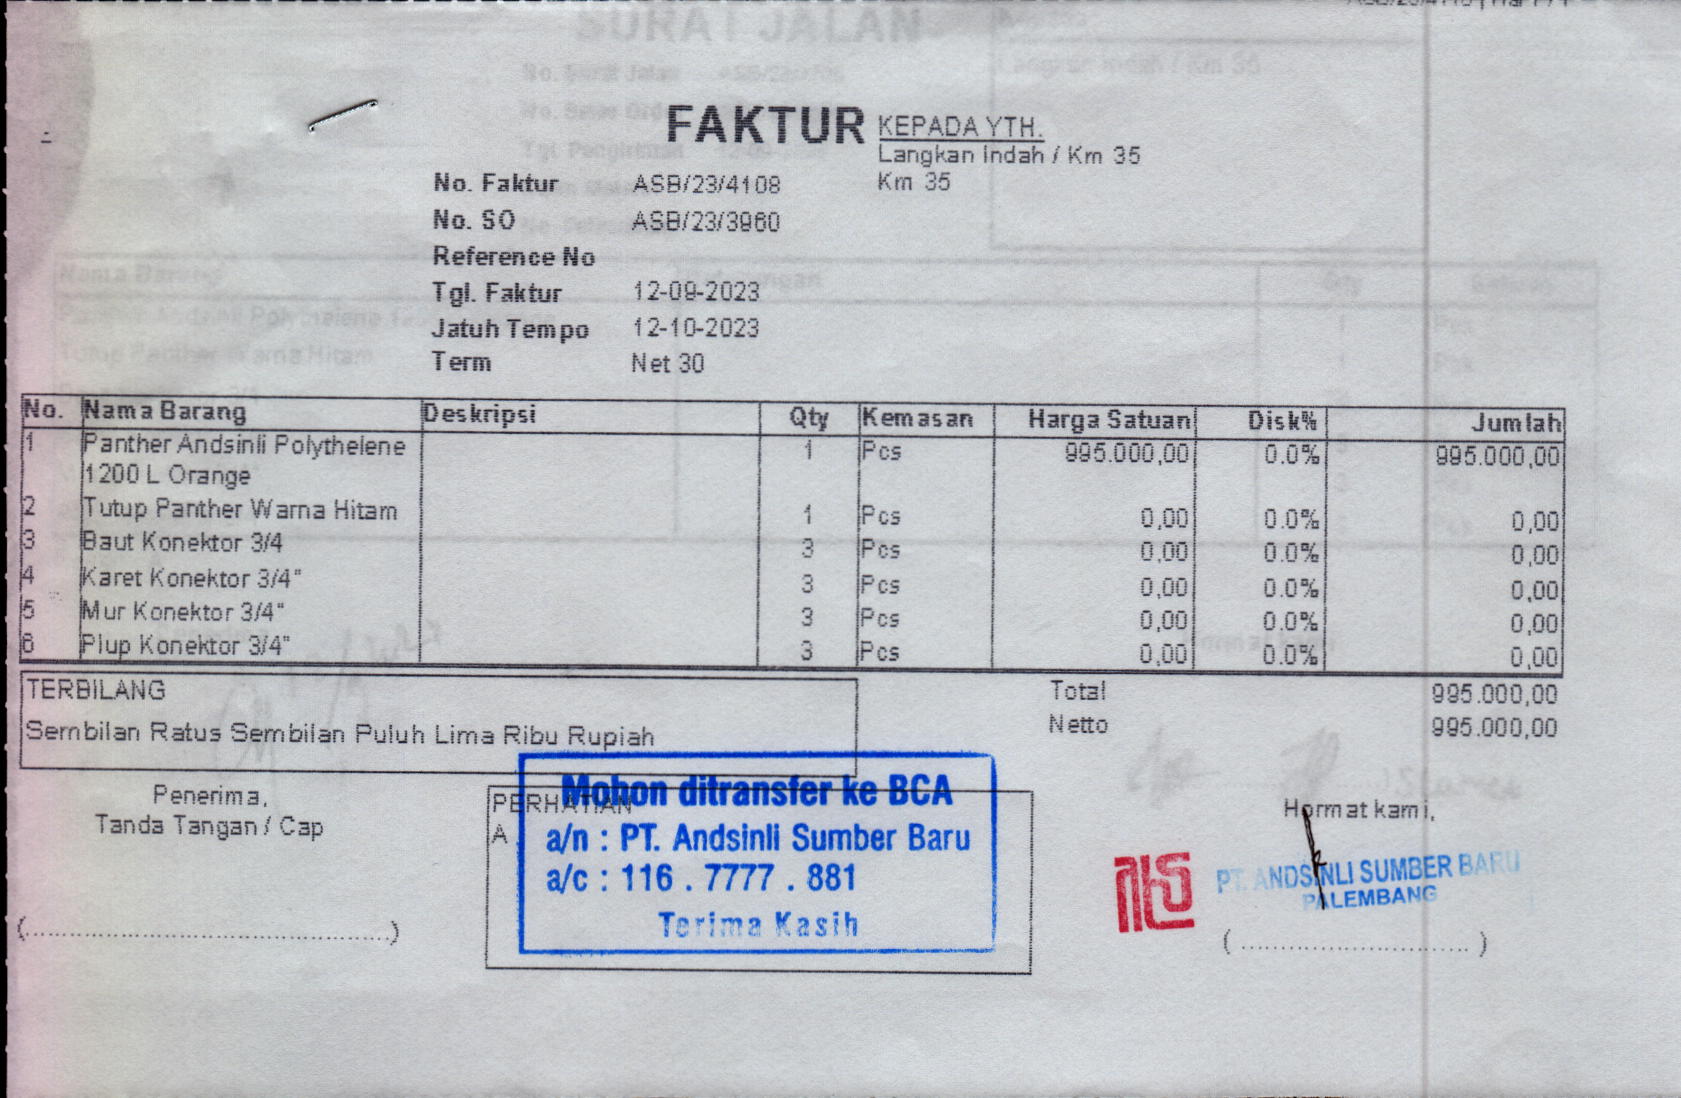 FAKTUR
KEPADA YTH.
Langkan Indah / Km 35
Km 35
No. Faktur ASB/23/4108
No. SO ASB/23/3960
Reference No
Tgl. Faktur 12-09-2023
Jatuh Tempo 12-10-2023
Term Net 30
No. Nama Barang Deskripsi Qty Kemasan Harga Satuan Disk% Jumlah
1 Panther Andsinli Polythelene 1 Pcs 995.000,00 0.0% 995.000,00
1200 L Orange
2 Tutup Panther Warna Hitam 1 Pcs 0,00 0.0% 0,00
3 Baut Konektor 3/4 3 Pcs 0,00 0.0% 0,00
4 Karet Konektor 3/4" 3 Pcs 0,00 0.0% 0,00
5 Mur Konektor 3/4" 3 Pcs 0,00 0.0% 0,00
6 Plup Konektor 3/4" 3 Pcs 0,00 0.0% 0,00
TERBILANG
Sembilan Ratus Sembilan Puluh Lima Ribu Rupiah
Total 995.000,00
Netto 995.000,00
Penerima,
Tanda Tangan / Cap
(............................................)
PERHATIAN
A
Mohon ditransfer ke BCA
a/n : PT. Andsinli Sumber Baru
a/c : 116 . 7777 . 881
Terima Kasih
Hormat kami,
PT. ANDSINLI SUMBER BARU
PALEMBANG
( ............................ )